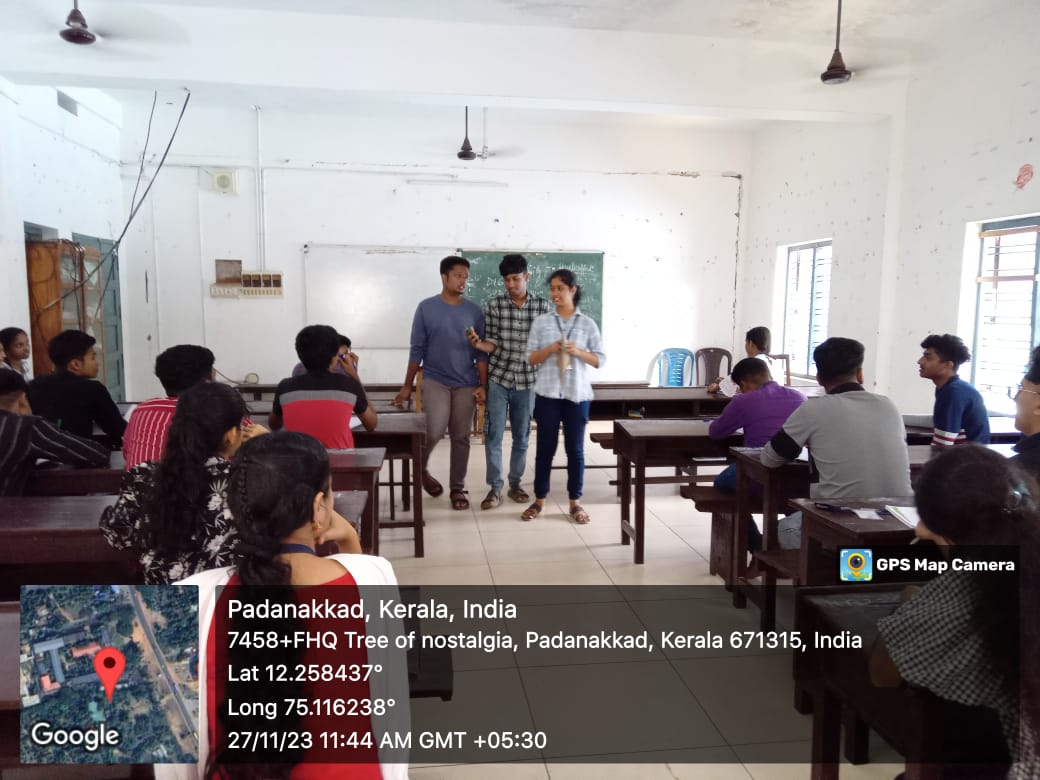 GPS Map Camera
Padanakkad, Kerala, India
7458+FHQ Tree of nostalgia, Padanakkad, Kerala 671315, India
Lat 12.258437°
Long 75.116238°
27/11/23 11:44 AM GMT +05:30
Google